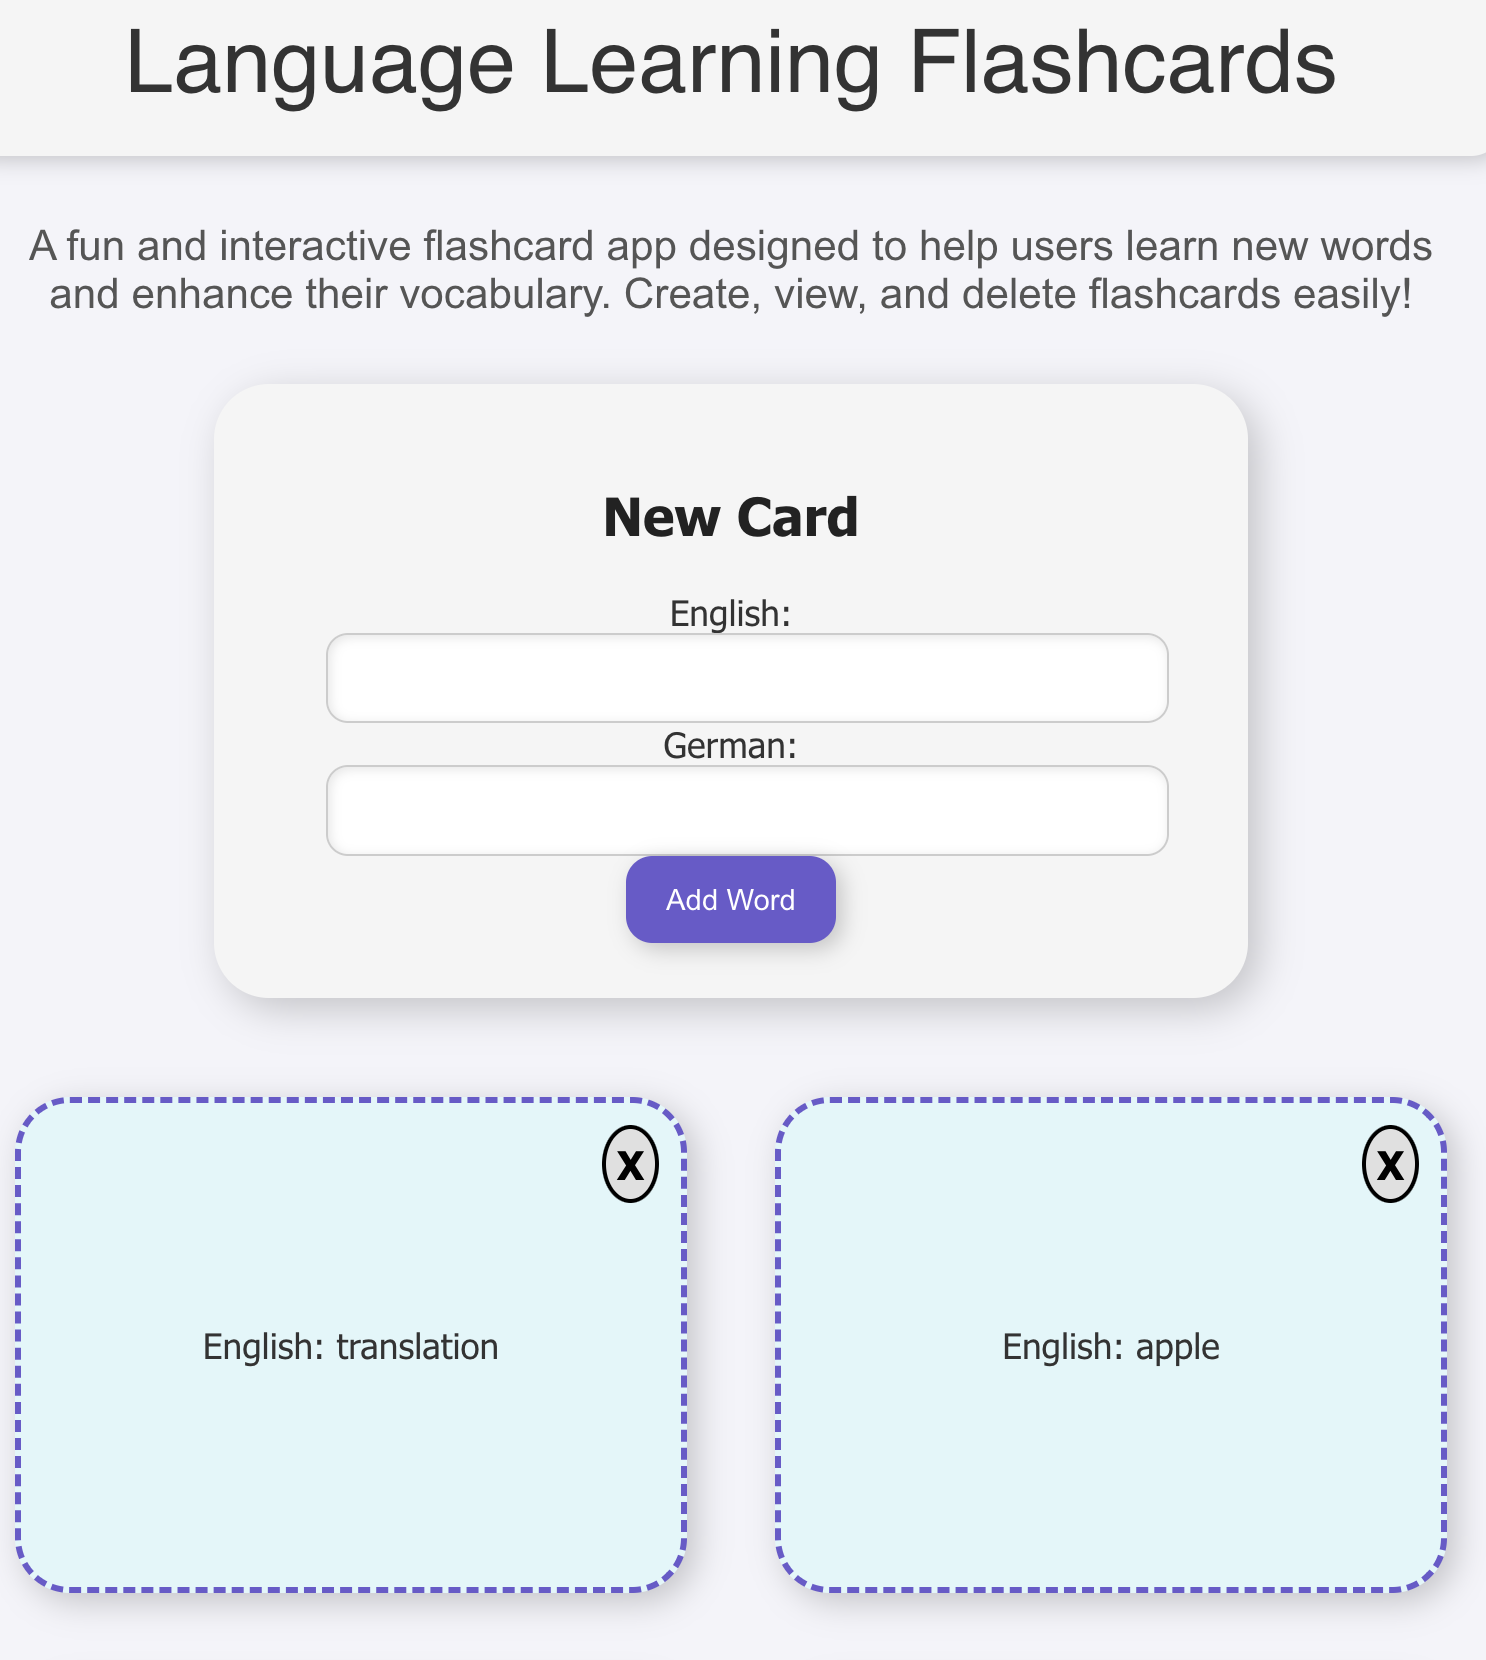 Language Learning Flashcards
A fun and interactive flashcard app designed to help users learn new words
and enhance their vocabulary. Create, view, and delete flashcards easily!
New Card
English:
German:
Add Word
X
English: translation
X
English: apple